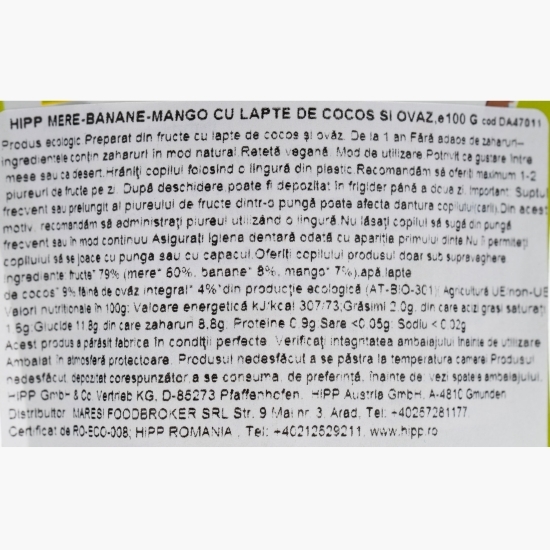 HIPP MERE-BANANE-MANGO CU LAPTE DE COCOS SI OVAZ,e100 G cod DA47011
Produs ecologic Preparat din fructe cu lapte de cocos şi ovăz. De la 1 an Fără adaos de zaharuri-
ingredientele conţin zaharuri în mod natural Reţetă vegană. Mod de utilizare Potrivit ca gustare între
mese sau ca desert.Hrăniţi copilul folosind o lingură din plastic Recomandăm să oferiţi maximum 1-2
piureuri de fructe pe zi. După deschidere poate fi depozitat în frigider până a doua zi. Important: Suptul
frecvent sau prelungit al piureului de fructe dintr-o pungă poate afecta dantura copilului(carii).Din acest
motiv, recomandăm să administraţi piureul utilizând o lingură.Nu lăsaţi copilul să sugă din pungă
frecvent sau în mod continuu Asiguraţi igiena dentară odată cu apariţia primului dinte Nu îi permiteţi
copilului să se joace cu punga sau cu capacul.Oferiţi copilului produsul doar sub supraveghere
Ingrediente: fructe* 79% (mere* 60%, banane* 8%, mango* 7%),apă,lapte
de cocos* 9% făină de ovăz integral* 4%*din producţie ecologică (AT-BIO-301) Agricultură UE/non-UE
Valori nutritionale în 100g: Valoare energetică kJ/kcal 307/73,Grăsimi 2.0g, din care acizi graşi saturaţi
1.5g.Glucide 11.8g din care zaharuri 8,8g. Proteine 0.9g Sare <0.05g: Sodiu < 0.02g
Acest produs a părăsit fabrica în condiţii perfecte. Verificaţi integritatea ambalajului înainte de utilizare
Ambalat în atmosferă protectoare. Produsul nedesfăcut a se păstra la temperatura camerei Produsul
nedesfăcut, depozitat corespunzător,a se consuma, de preferinţă, înainte de vezi spatele ambalajului.
HiPP GmbH & Co. Vertrieb KG, D-85273 Pfaffenhofen. HiPP Austria GmbH, A-4810 Gmunden
Distribuitor MARESI FOODBROKER SRL Str. 9 Mai nr 3. Arad, Tel: +40257281177
Certificat de RO-ECO-008; HiPP ROMANIA , Tel: +40212529211, www.hipp.ro